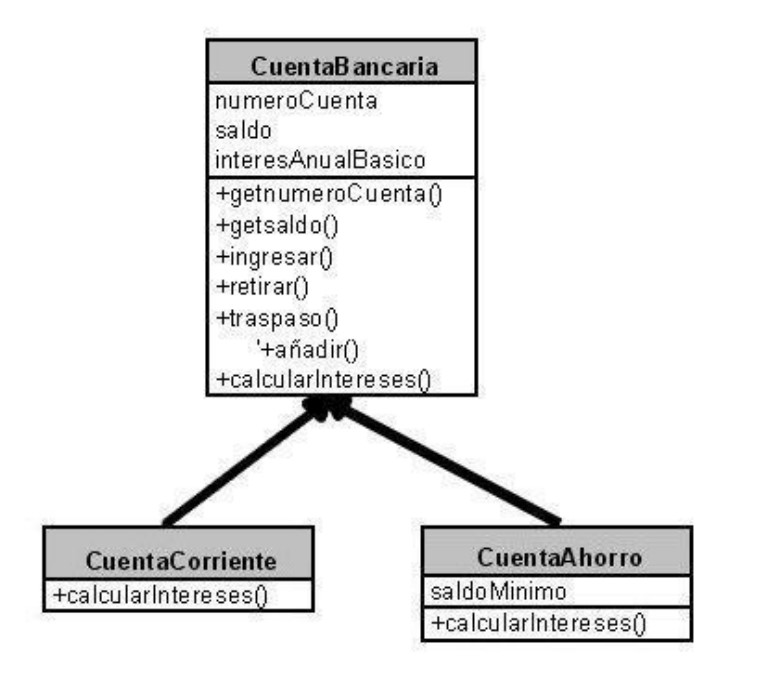 CuentaBancaria
numeroCuenta
saldo
interesAnualBasico
+getnumeroCuenta()
+getsaldo()
+ingresar()
+retirar()
+traspaso()
'+añadir()
+calcularIntereses()
CuentaCorriente
+calcularIntereses()
CuentaAhorro
saldoMinimo
+calcularIntereses()